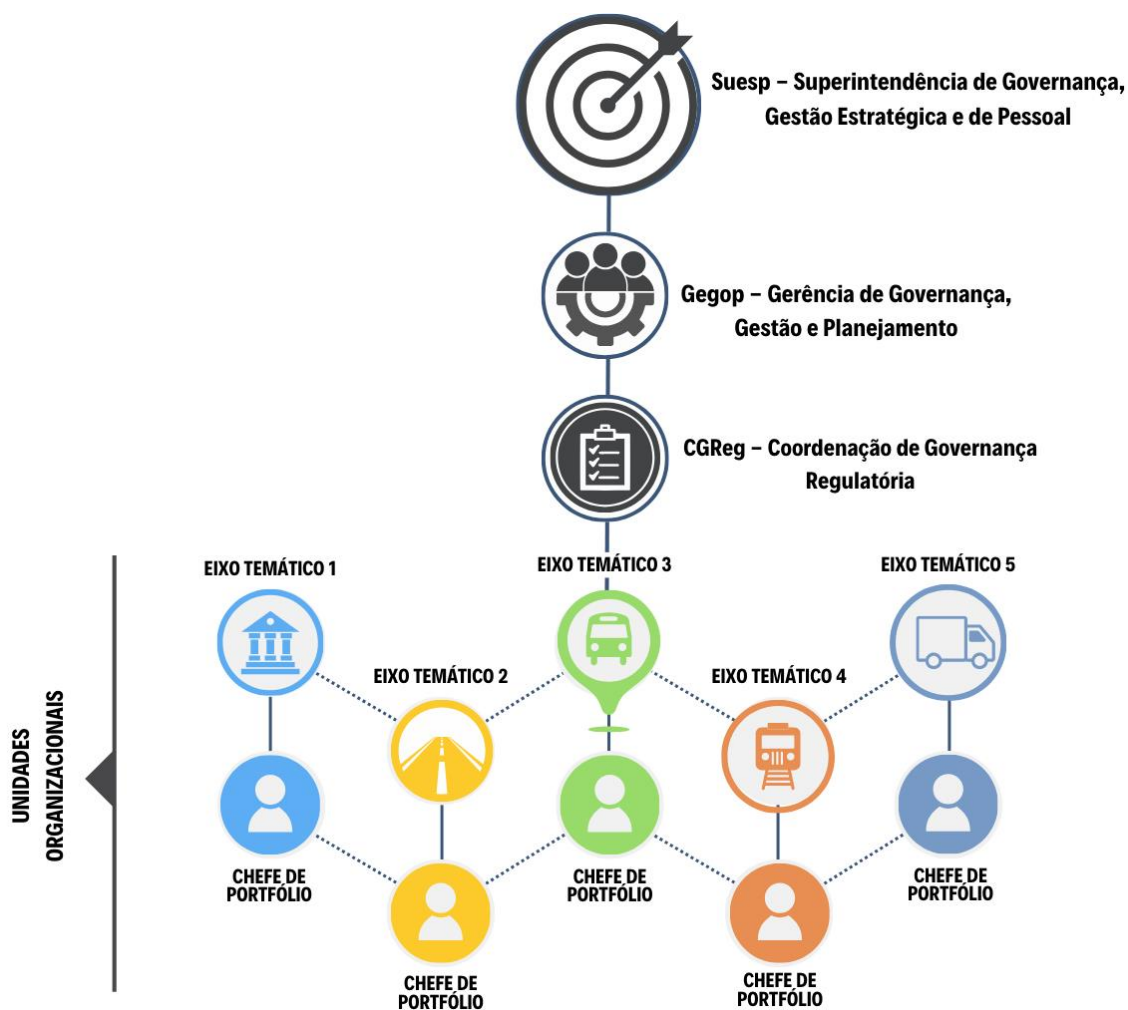 Suesp – Superintendência de Governança,
Gestão Estratégica e de Pessoal
Gegop – Gerência de Governança,
Gestão e Planejamento
CGReg – Coordenação de Governança
Regulatória
UNIDADES
ORGANIZACIONAIS
EIXO TEMÁTICO 1
EIXO TEMÁTICO 2
EIXO TEMÁTICO 3
EIXO TEMÁTICO 4
EIXO TEMÁTICO 5
CHEFE DE
PORTFÓLIO
CHEFE DE
PORTFÓLIO
CHEFE DE
PORTFÓLIO
CHEFE DE
PORTFÓLIO
CHEFE DE
PORTFÓLIO